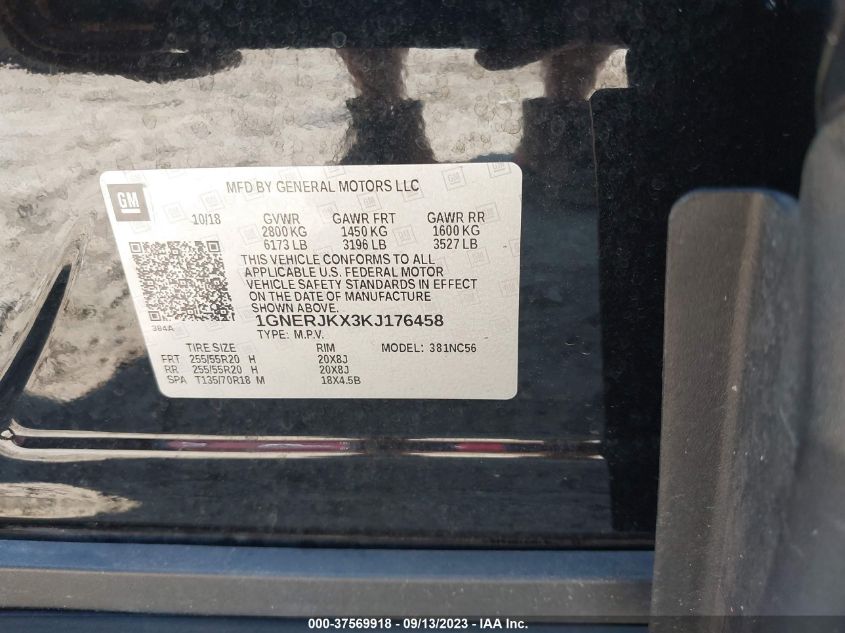 GM
MFD BY GENERAL MOTORS LLC
10/18 GVWR GAWR FRT GAWR RR
2800 KG 1450 KG 1600 KG
6173 LB 3196 LB 3527 LB
THIS VEHICLE CONFORMS TO ALL
APPLICABLE U.S. FEDERAL MOTOR
VEHICLE SAFETY STANDARDS IN EFFECT
ON THE DATE OF MANUFACTURE
SHOWN ABOVE.
384A 1GNERJKX3KJ176458
TYPE: M.P.V.
TIRE SIZE RIM MODEL: 381NC56
FRT 255/55R20 H 20X8J
RR 255/55R20 H 20X8J
SPA T135/70R18 M 18X4.5B
000-37569918 - 09/13/2023 - IAA Inc.